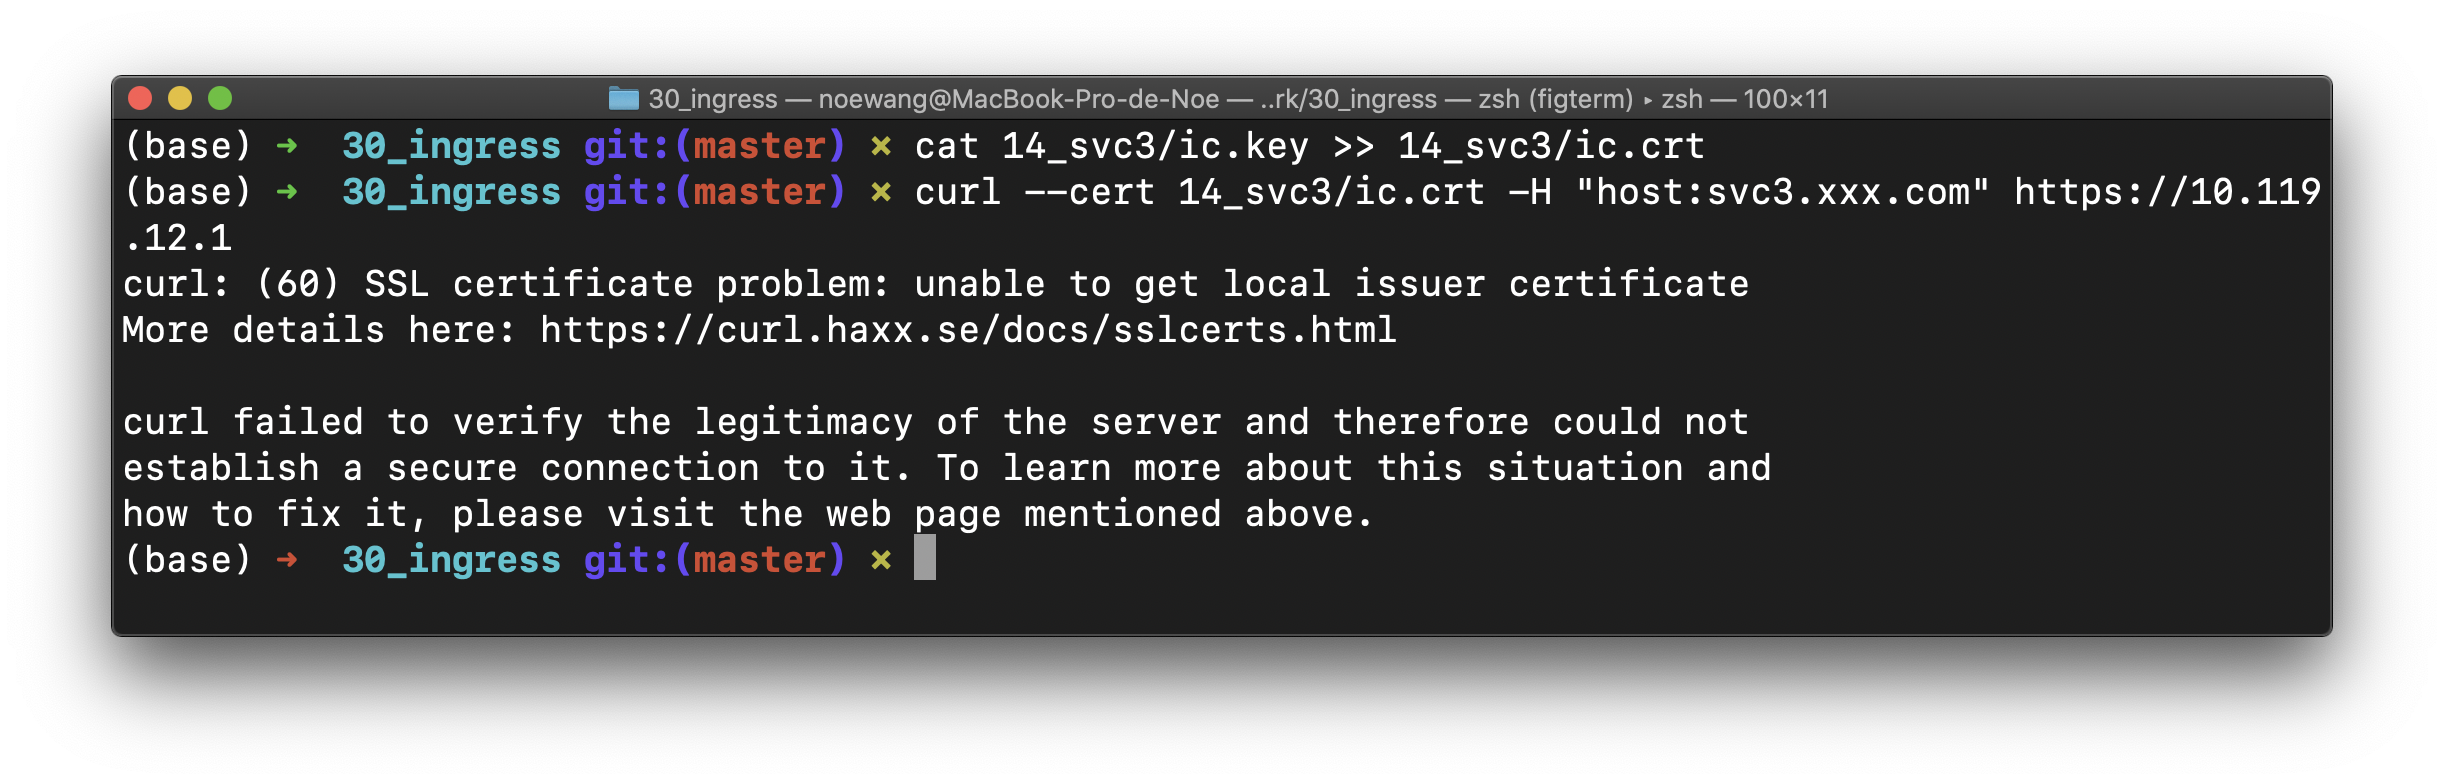 30_ingress — noewang@MacBook-Pro-de-Noe — ..rk/30_ingress — zsh (figterm) ▸ zsh — 100×11
(base) ➜  30_ingress git:(master) ✗ cat 14_svc3/ic.key >> 14_svc3/ic.crt
(base) ➜  30_ingress git:(master) ✗ curl --cert 14_svc3/ic.crt -H "host:svc3.xxx.com" https://10.119
.12.1
curl: (60) SSL certificate problem: unable to get local issuer certificate
More details here: https://curl.haxx.se/docs/sslcerts.html
curl failed to verify the legitimacy of the server and therefore could not
establish a secure connection to it. To learn more about this situation and
how to fix it, please visit the web page mentioned above.
(base) ➜  30_ingress git:(master) ✗